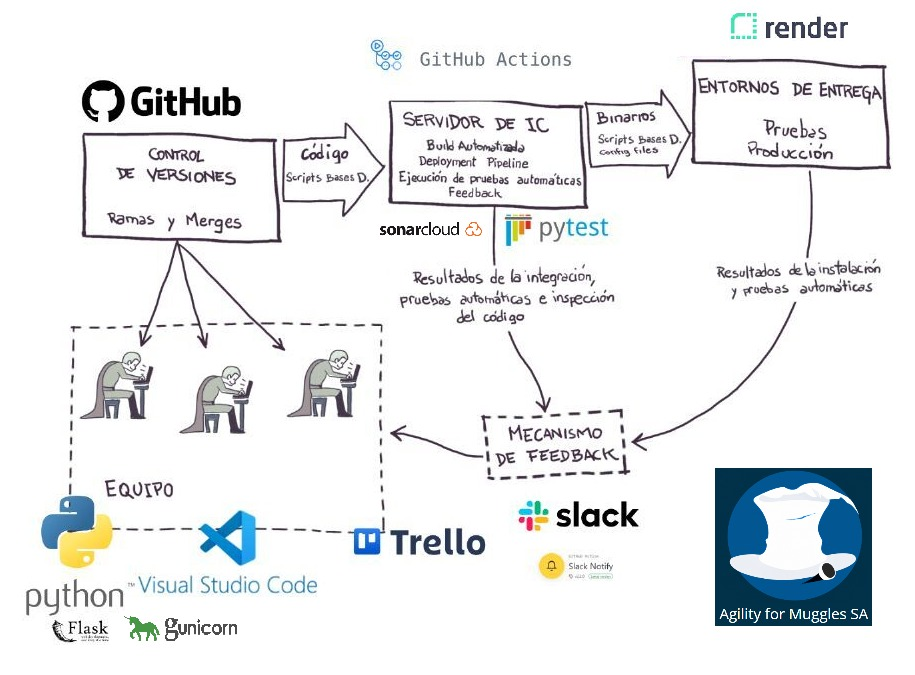 render
GitHub Actions
GitHub
ENTORNOS DE ENTREGA
Pruebas
Producción
SERVIDOR DE IC
Build Automatizada
Deployment Pipeline
Ejecución de pruebas automáticas
Feedback
Binarios
Scripts Bases D.
Config files
CONTROL
DE VERSIONES
Ramas y Merges
Código
Scripts Bases D.
sonarcloud
pytest
Resultados de la integración,
pruebas automáticas e inspección
del código
Resultados de la instalación
y pruebas automáticas
MECANISMO
DE FEEDBACK
EQUIPO
slack
Trello
Slack Notify
python™
Visual Studio Code
Flask
gunicorn
Agility for Muggles SA